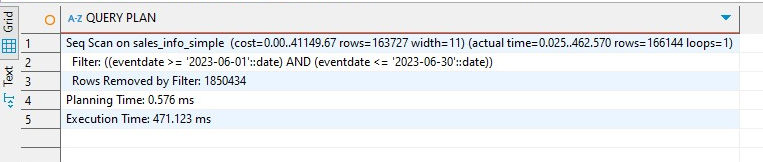 Grid
Text
A-Z QUERY PLAN
1 Seq Scan on sales_info_simple (cost=0.00..41149.67 rows=163727 width=11) (actual time=0.025..462.570 rows=166144 loops=1)
2 Filter: ((eventdate >= '2023-06-01'::date) AND (eventdate <= '2023-06-30'::date))
3 Rows Removed by Filter: 1850434
4 Planning Time: 0.576 ms
5 Execution Time: 471.123 ms